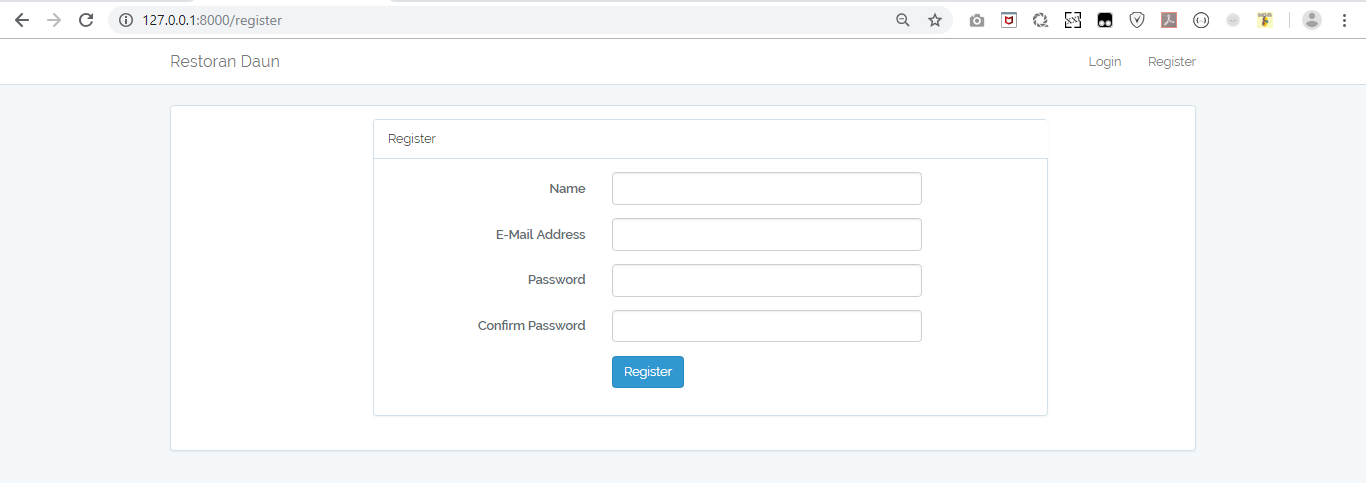 127.0.0.1:8000/register
Restoran Daun Login Register
Register
Name
E-Mail Address
Password
Confirm Password
Register